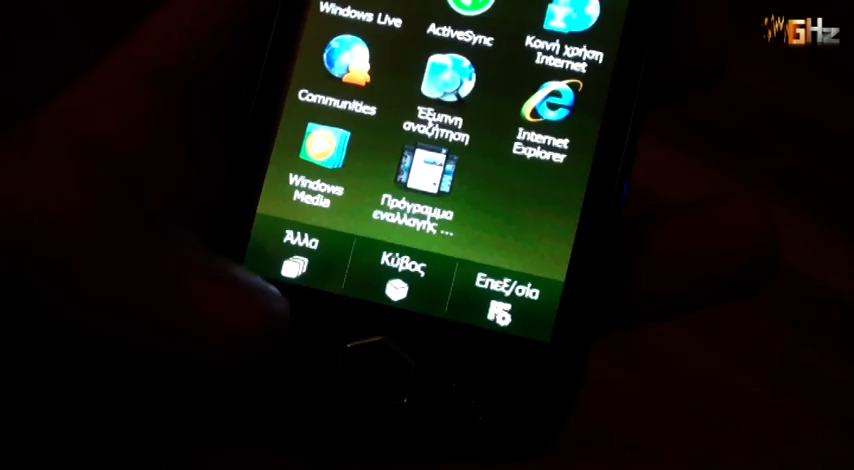 Windows Live
ActiveSync
Κοινή χρήση
Internet
Communities
Έξυπνη
αναζήτηση
Internet
Explorer
Windows
Media
Πρόγραμμα
εναλλαγής ...
Άλλα
Κύβος
Επεξ/σία
GHz